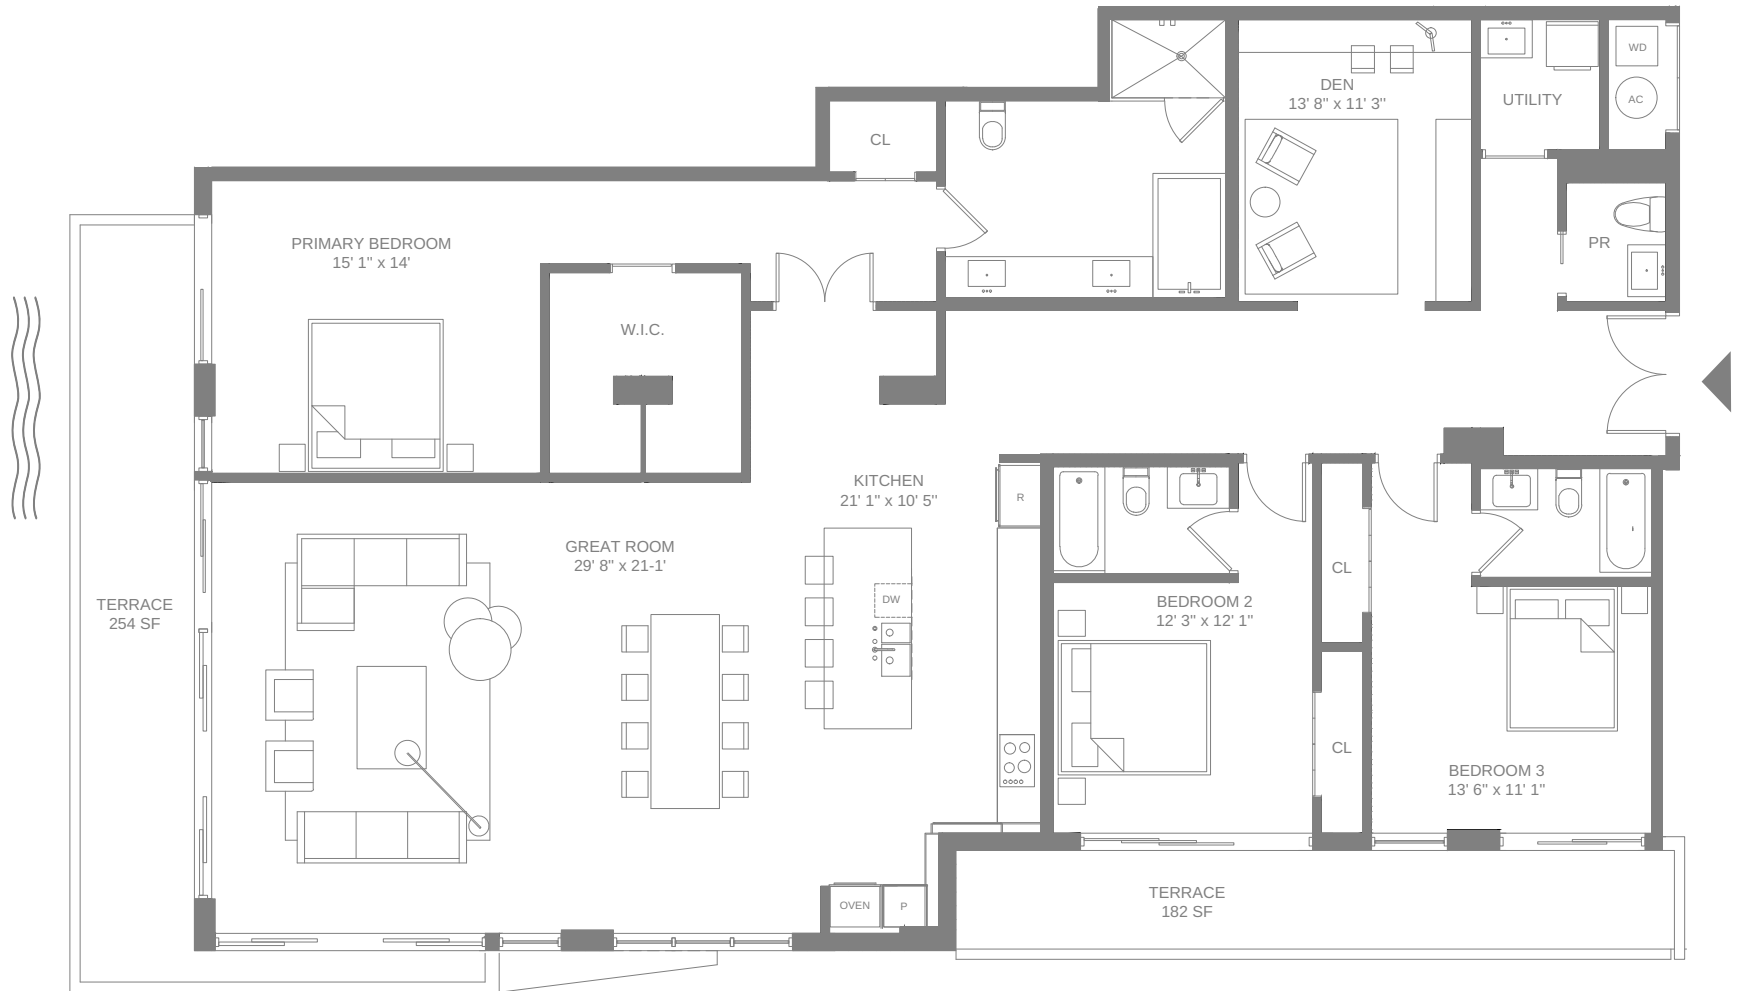 DEN
13' 8" x 11' 3"
UTILITY
WD
AC
CL
PRIMARY BEDROOM
15' 1" x 14'
PR
W.I.C.
KITCHEN
21' 1" x 10' 5"
R
GREAT ROOM
29' 8" x 21-1'
TERRACE
254 SF
DW
CL
BEDROOM 2
12' 3" x 12' 1"
CL
BEDROOM 3
13' 6" x 11' 1"
OVEN
P
TERRACE
182 SF